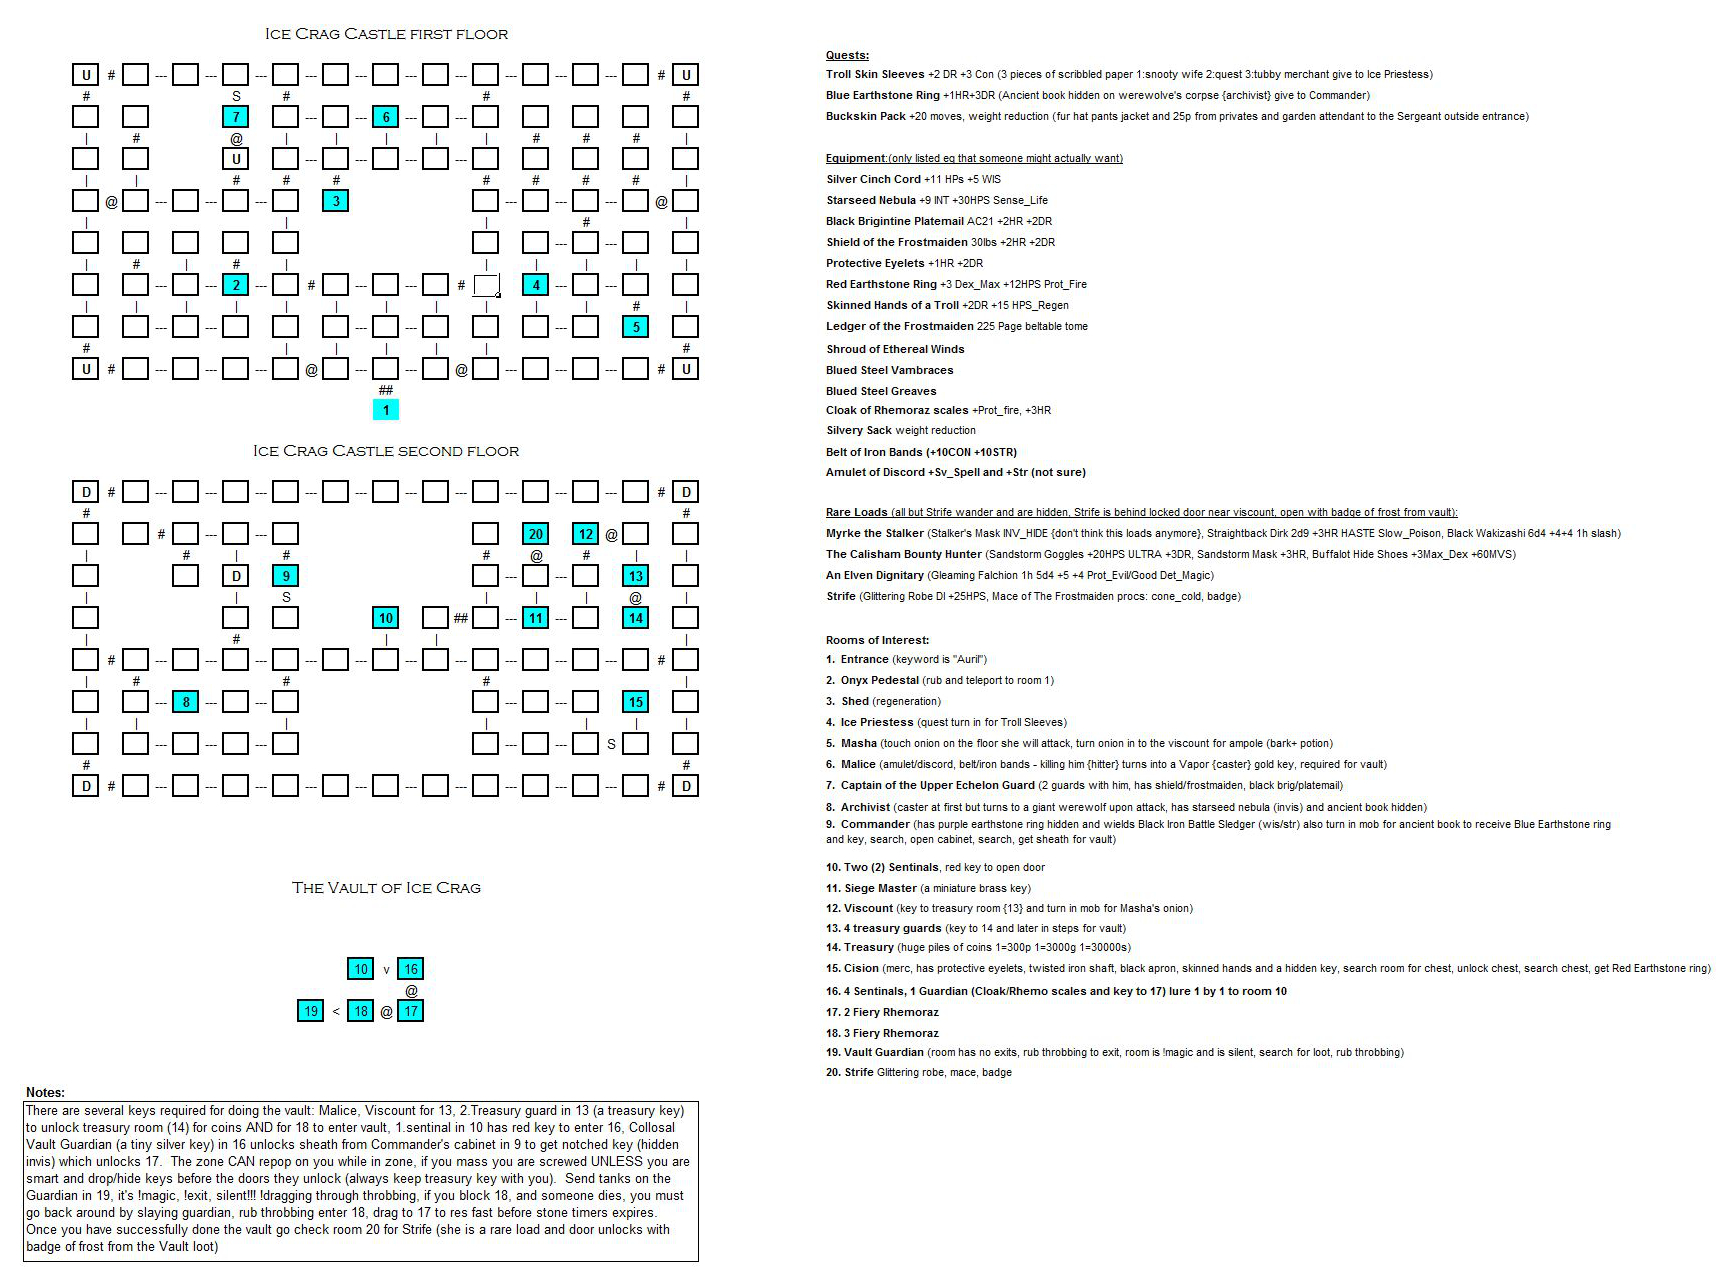 Ice Crag Castle first floor
U # --- --- --- --- --- --- --- --- --- --- # U
# S # # #
7 --- 6 --- ---
| # @ | | | | | # # # |
U --- --- --- ---
| | # # # # # # # |
@ --- --- --- 3 --- --- --- @
| | | # |
--- ---
| # | # | | | | | |
--- 2 --- # --- --- # 4 --- ---
| | | | | | | | | | # |
--- --- --- --- --- 5
# | | | | | #
U # --- --- --- @ --- --- @ --- --- --- # U
##
1
Ice Crag Castle second floor
D # --- --- --- --- --- --- --- --- --- --- # D
# #
# --- --- 20 12 @
| # | # # @ # | |
D 9 --- --- 13
| | S | | | @ |
10 ## --- 11 --- 14
| # | | |
# --- --- --- --- --- --- --- --- --- --- #
| # # # |
--- 8 --- --- --- --- 15
| | | | | | | |
--- --- --- --- --- S
# #
D # --- --- --- --- --- --- --- --- --- --- # D
The Vault of Ice Crag
10 v 16
@
19 < 18 @ 17
Notes:
There are several keys required for doing the vault: Malice, Viscount for 13, 2.Treasury guard in 13 (a treasury key)
to unlock treasury room (14) for coins AND for 18 to enter vault, 1.sentinal in 10 has red key to enter 16, Collosal
Vault Guardian (a tiny silver key) in 16 unlocks sheath from Commander's cabinet in 9 to get notched key (hidden
invis) which unlocks 17. The zone CAN repop on you while in zone, if you mass you are screwed UNLESS you are
smart and drop/hide keys before the doors they unlock (always keep treasury key with you). Send tanks on the
Guardian in 19, it's !magic, !exit, silent!!! !dragging through throbbing, if you block 18, and someone dies, you must
go back around by slaying guardian, rub throbbing enter 18, drag to 17 to res fast before stone timers expires.
Once you have successfully done the vault go check room 20 for Strife (she is a rare load and door unlocks with
badge of frost from the Vault loot)
Quests:
Troll Skin Sleeves +2 DR +3 Con (3 pieces of scribbled paper 1:snooty wife 2:quest 3:tubby merchant give to Ice Priestess)
Blue Earthstone Ring +1HR+3DR (Ancient book hidden on werewolve's corpse {archivist} give to Commander)
Buckskin Pack +20 moves, weight reduction (fur hat pants jacket and 25p from privates and garden attendant to the Sergeant outside entrance)
Equipment:(only listed eq that someone might actually want)
Silver Cinch Cord +11 HPs +5 WIS
Starseed Nebula +9 INT +30HPS Sense_Life
Black Brigintine Platemail AC21 +2HR +2DR
Shield of the Frostmaiden 30lbs +2HR +2DR
Protective Eyelets +1HR +2DR
Red Earthstone Ring +3 Dex_Max +12HPS Prot_Fire
Skinned Hands of a Troll +2DR +15 HPS_Regen
Ledger of the Frostmaiden 225 Page beltable tome
Shroud of Ethereal Winds
Blued Steel Vambraces
Blued Steel Greaves
Cloak of Rhemoraz scales +Prot_fire, +3HR
Silvery Sack weight reduction
Belt of Iron Bands (+10CON +10STR)
Amulet of Discord +Sv_Spell and +Str (not sure)
Rare Loads (all but Strife wander and are hidden, Strife is behind locked door near viscount, open with badge of frost from vault):
Myrke the Stalker (Stalker's Mask INV_HIDE {don't think this loads anymore}, Straightback Dirk 2d9 +3HR HASTE Slow_Poison, Black Wakizashi 6d4 +4+4 1h slash)
The Calisham Bounty Hunter (Sandstorm Goggles +20HPS ULTRA +3DR, Sandstorm Mask +3HR, Buffalot Hide Shoes +3Max_Dex +60MVS)
An Elven Dignitary (Gleaming Falchion 1h 5d4 +5 +4 Prot_Evil/Good Det_Magic)
Strife (Glittering Robe DI +25HPS, Mace of The Frostmaiden procs: cone_cold, badge)
Rooms of Interest:
1. Entrance (keyword is "Auril")
2. Onyx Pedestal (rub and teleport to room 1)
3. Shed (regeneration)
4. Ice Priestess (quest turn in for Troll Sleeves)
5. Masha (touch onion on the floor she will attack, turn onion in to the viscount for ampole (bark+ potion)
6. Malice (amulet/discord, belt/iron bands - killing him {hitter} turns into a Vapor {caster} gold key, required for vault)
7. Captain of the Upper Echelon Guard (2 guards with him, has shield/frostmaiden, black brig/platemail)
8. Archivist (caster at first but turns to a giant werewolf upon attack, has starseed nebula (invis) and ancient book hidden)
9. Commander (has purple earthstone ring hidden and wields Black Iron Battle Sledger (wis/str) also turn in mob for ancient book to receive Blue Earthstone ring
and key, search, open cabinet, search, get sheath for vault)
10. Two (2) Sentinals, red key to open door
11. Siege Master (a miniature brass key)
12. Viscount (key to treasury room {13} and turn in mob for Masha's onion)
13. 4 treasury guards (key to 14 and later in steps for vault)
14. Treasury (huge piles of coins 1=300p 1=3000g 1=30000s)
15. Cision (merc, has protective eyelets, twisted iron shaft, black apron, skinned hands and a hidden key, search room for chest, unlock chest, search chest, get Red Earthstone ring)
16. 4 Sentinals, 1 Guardian (Cloak/Rhemo scales and key to 17) lure 1 by 1 to room 10
17. 2 Fiery Rhemoraz
18. 3 Fiery Rhemoraz
19. Vault Guardian (room has no exits, rub throbbing to exit, room is !magic and is silent, search for loot, rub throbbing)
20. Strife Glittering robe, mace, badge